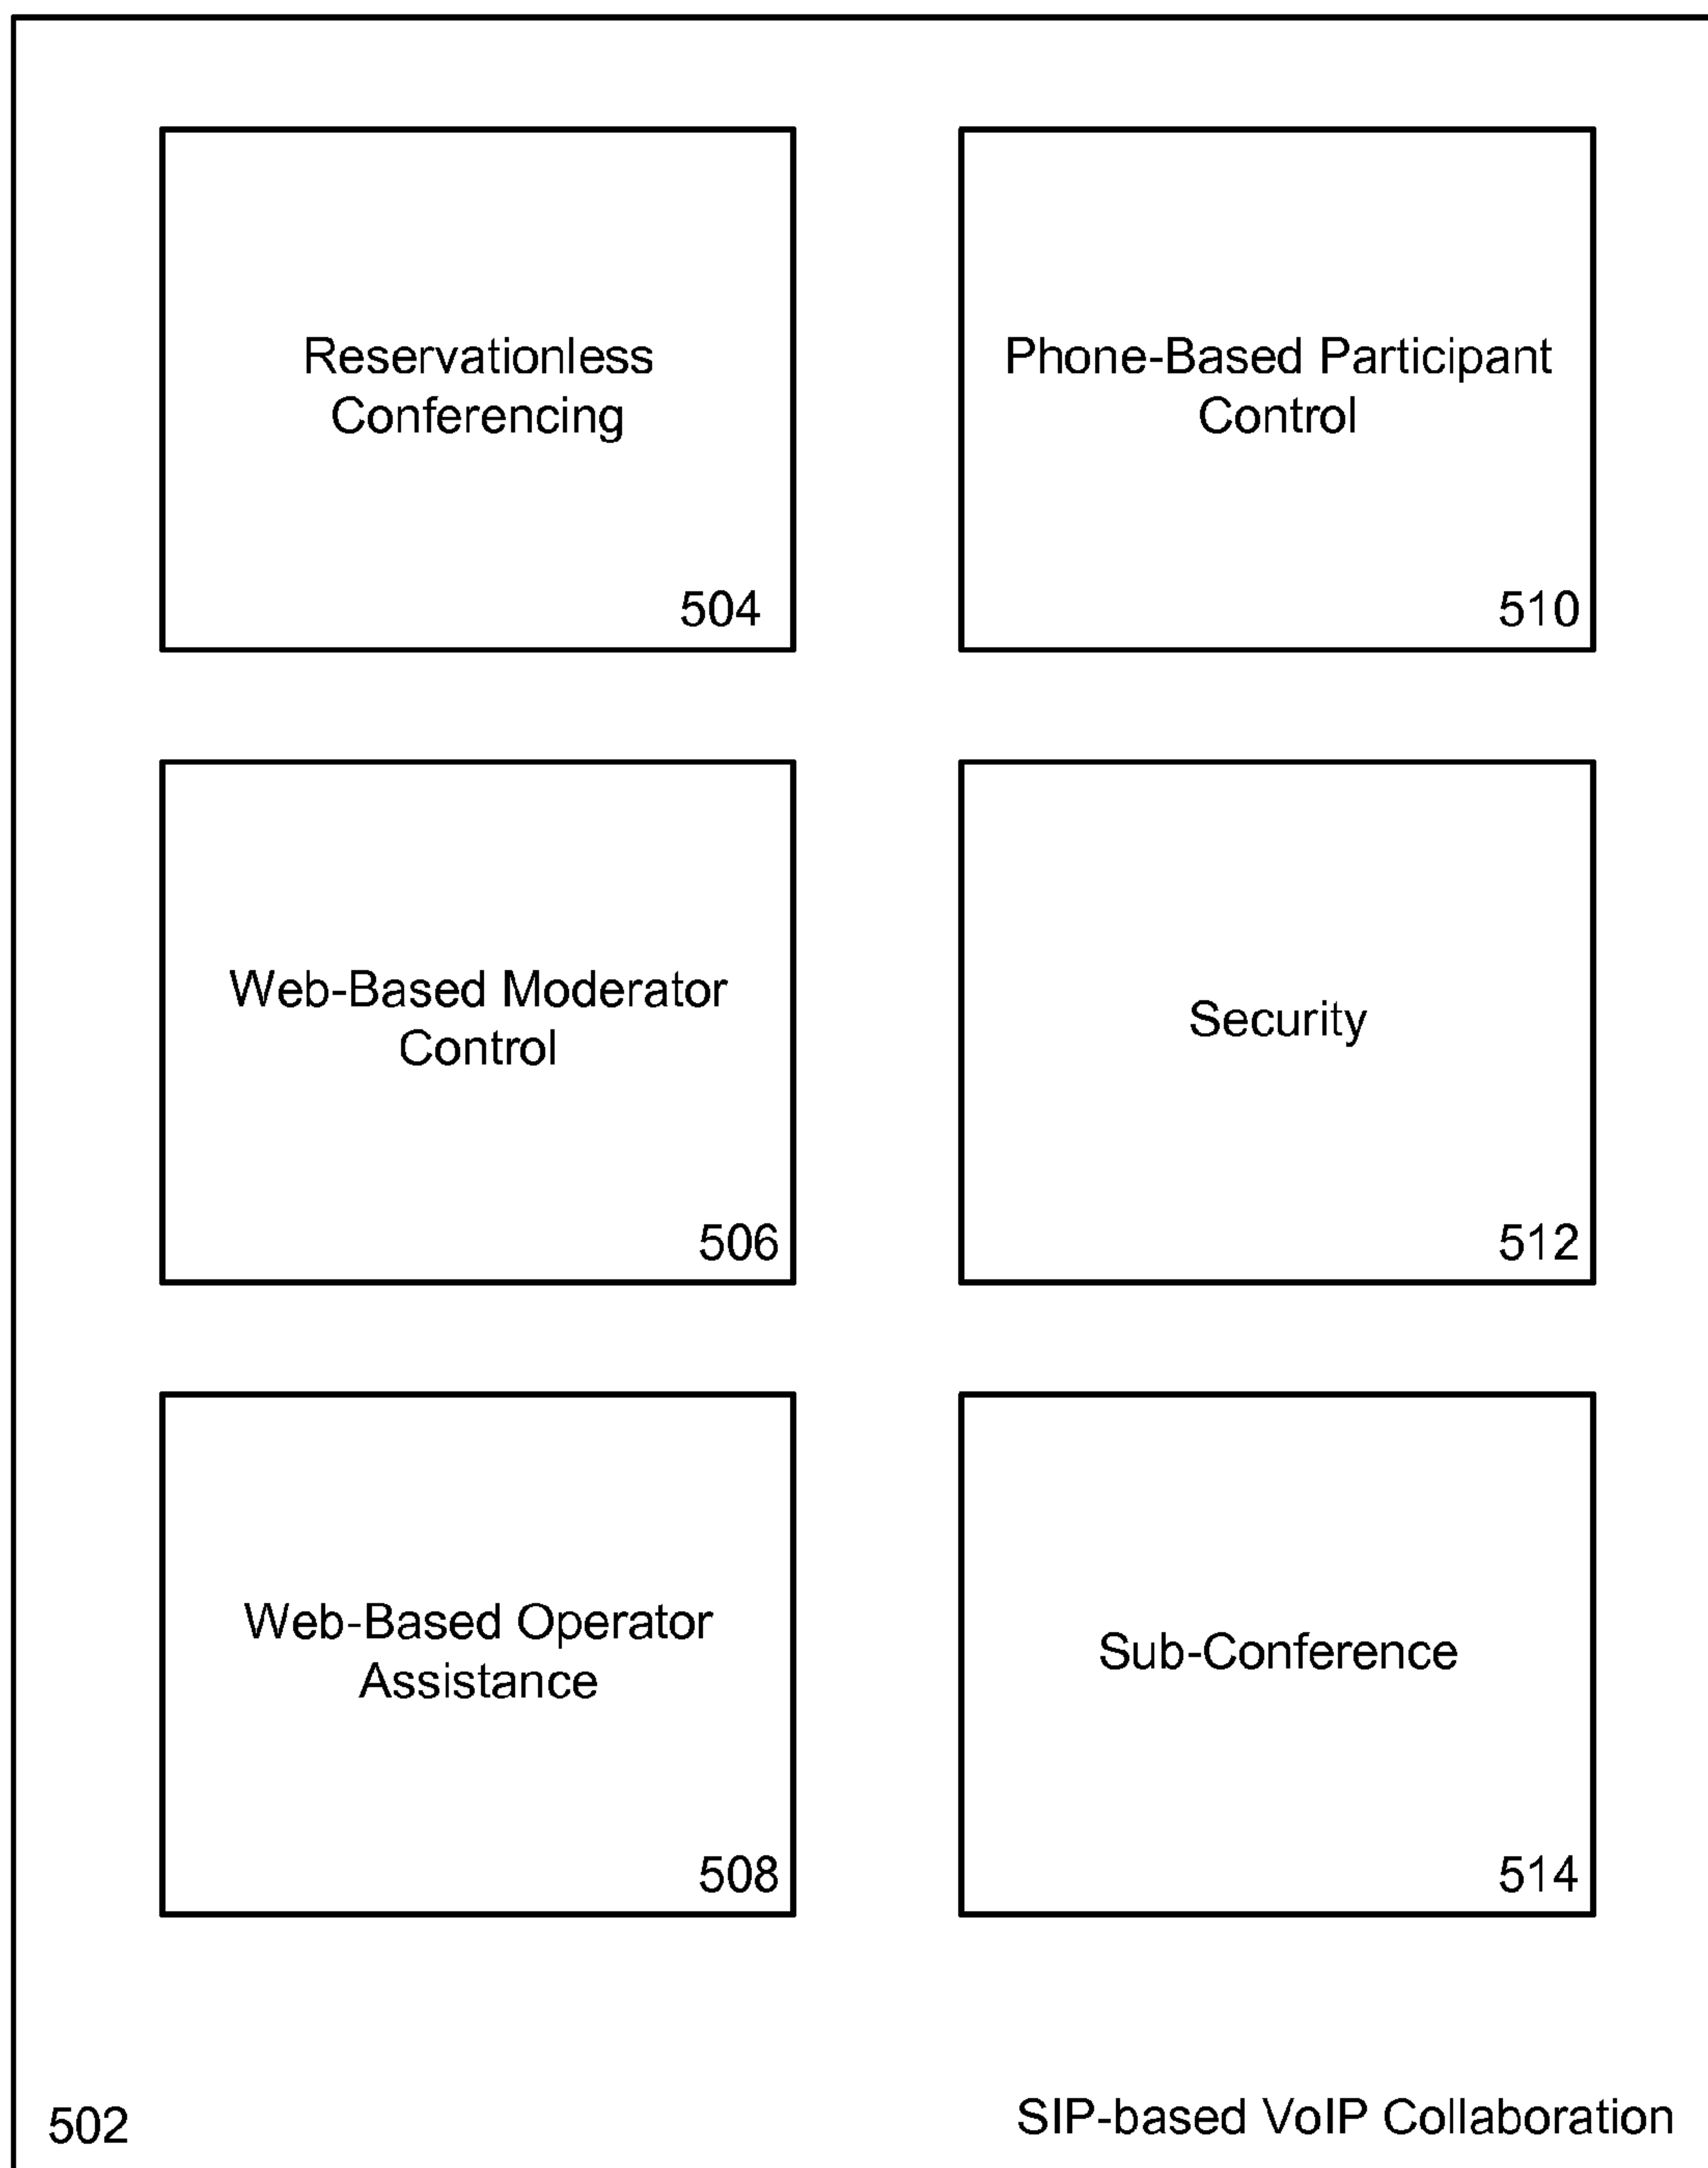 Reservationless
Conferencing
504
Phone-Based Participant
Control
510
Web-Based Moderator
Control
506
Security
512
Web-Based Operator
Assistance
508
Sub-Conference
514
502
SIP-based VoIP Collaboration